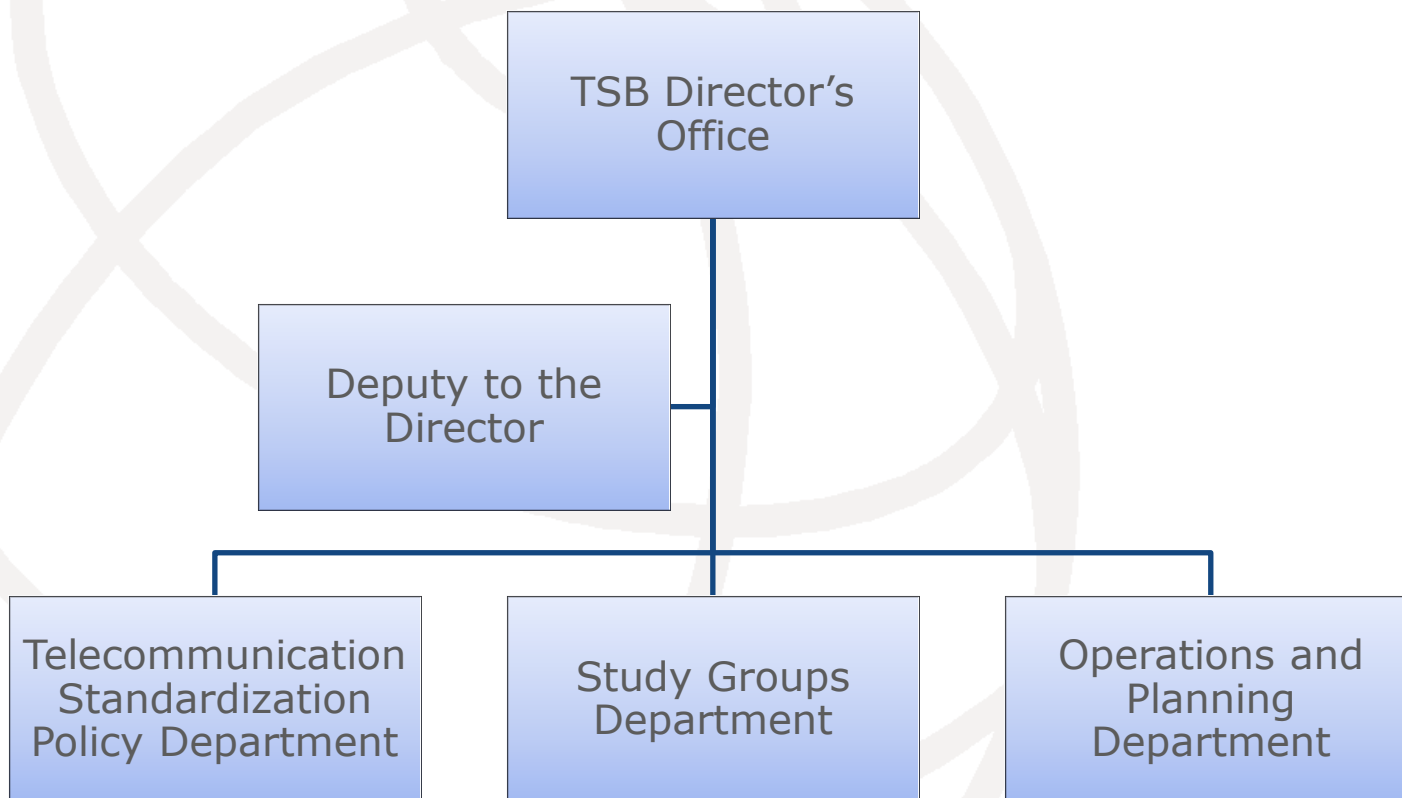 TSB Director’s
Office
Deputy to the
Director
Telecommunication
Standardization
Policy Department
Study Groups
Department
Operations and
Planning
Department